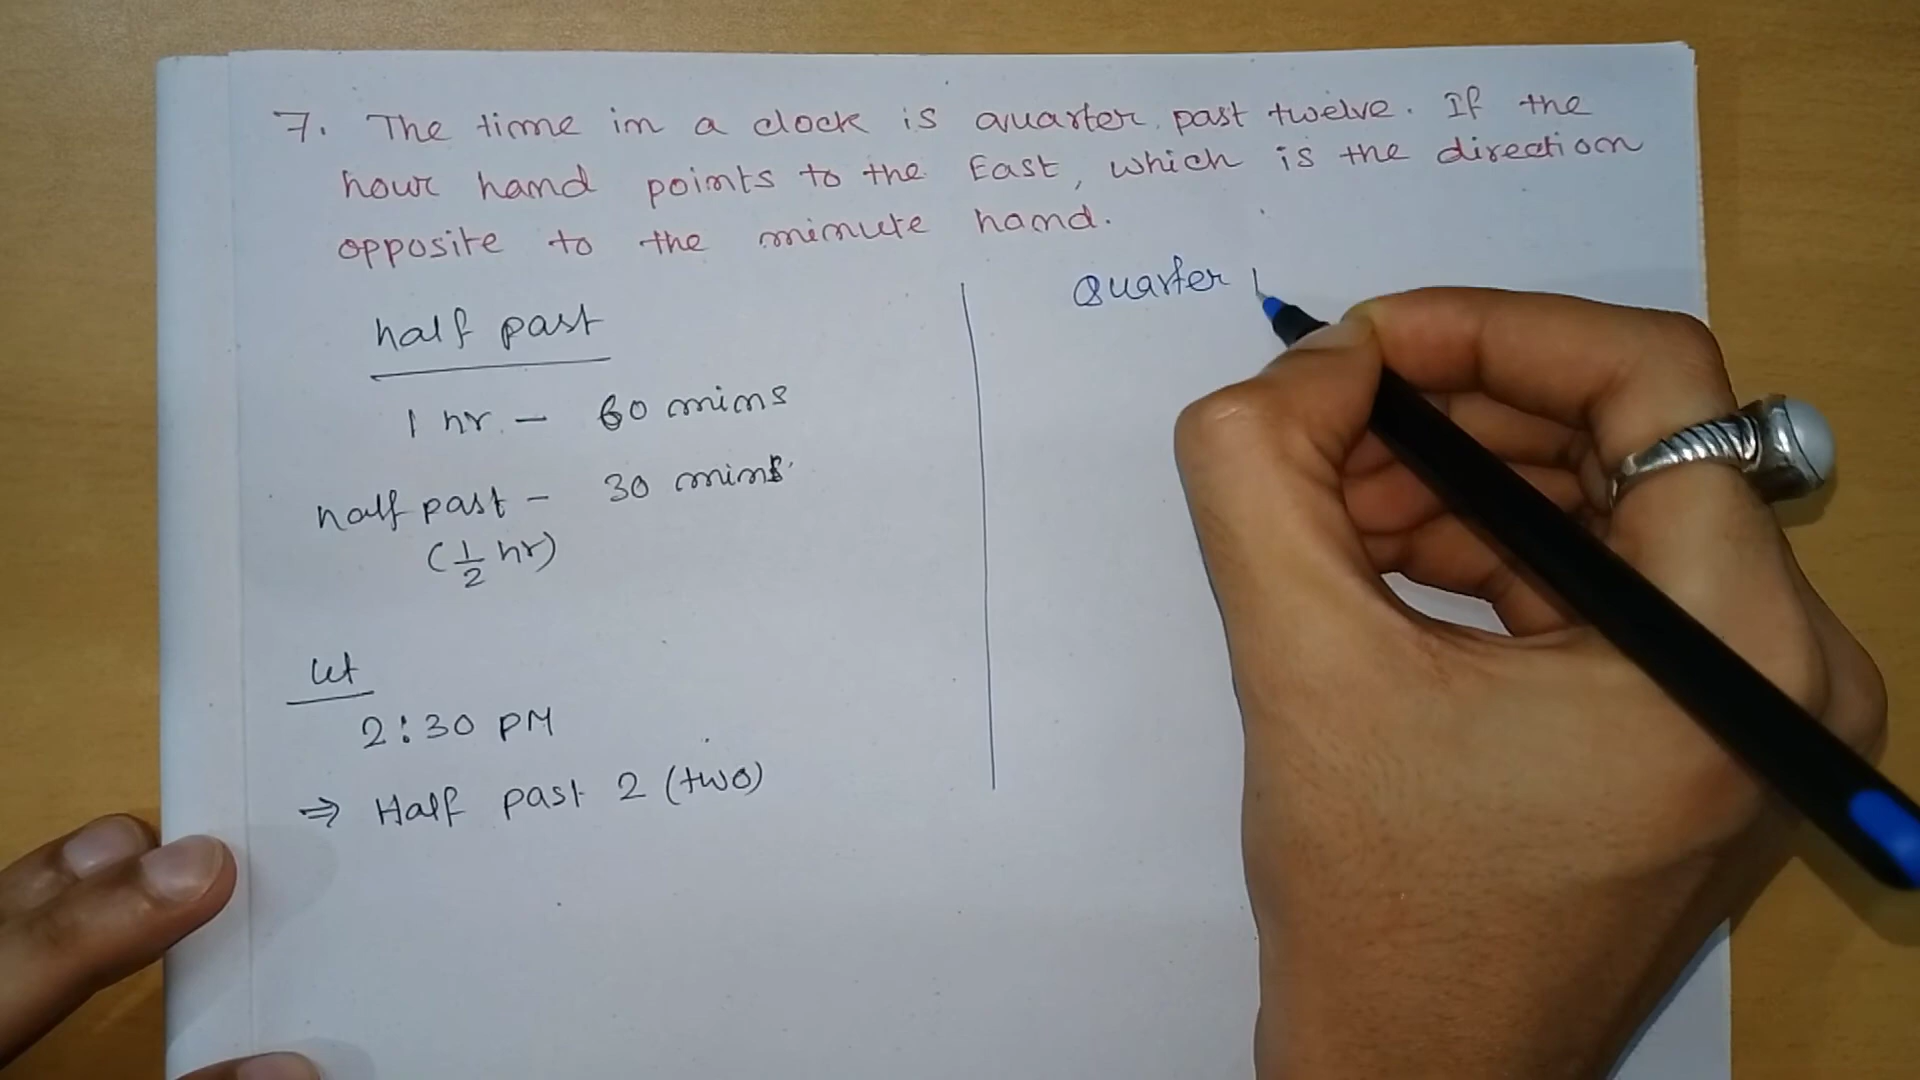 7. The time in a clock is quarter past twelve. If the
hour hand points to the East, which is the direction
opposite to the minute hand.
half past
1 hr - 60 mins
half past - 30 mins
(1/2 hr)
let
2:30 PM
⇒ Half past 2 (two)
Quarter